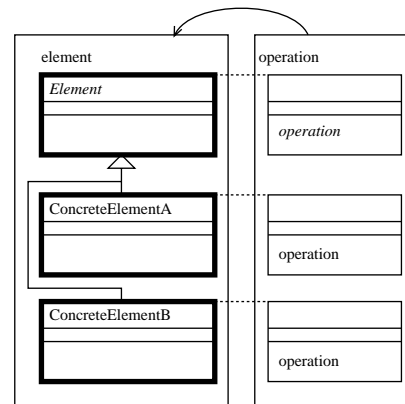 element
operation
Element
operation
ConcreteElementA
operation
ConcreteElementB
operation